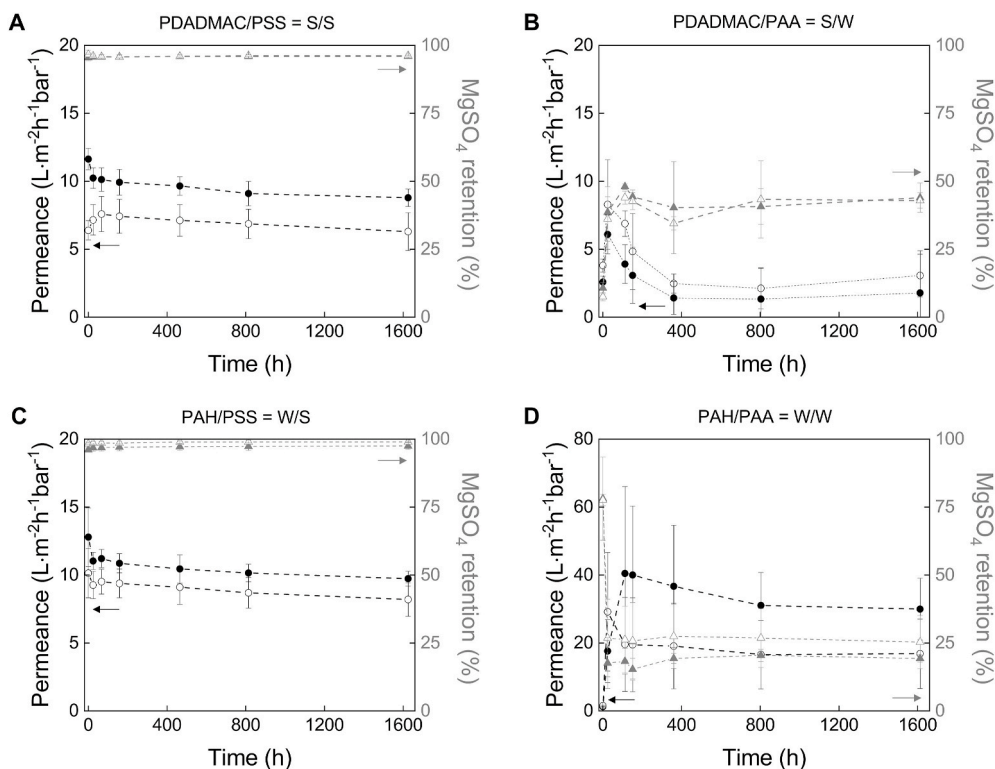 A
PDADMAC/PSS = S/S
Permeance (L·m⁻²h⁻¹bar⁻¹)
20
15
10
5
0
100
75
50
25
0
MgSO₄ retention (%)
0 400 800 1200 1600
Time (h)
B
PDADMAC/PAA = S/W
Permeance (L·m⁻²h⁻¹bar⁻¹)
20
15
10
5
0
100
75
50
25
0
MgSO₄ retention (%)
0 400 800 1200 1600
Time (h)
C
PAH/PSS = W/S
Permeance (L·m⁻²h⁻¹bar⁻¹)
20
15
10
5
0
100
75
50
25
0
MgSO₄ retention (%)
0 400 800 1200 1600
Time (h)
D
PAH/PAA = W/W
Permeance (L·m⁻²h⁻¹bar⁻¹)
80
60
40
20
0
100
75
50
25
0
MgSO₄ retention (%)
0 400 800 1200 1600
Time (h)